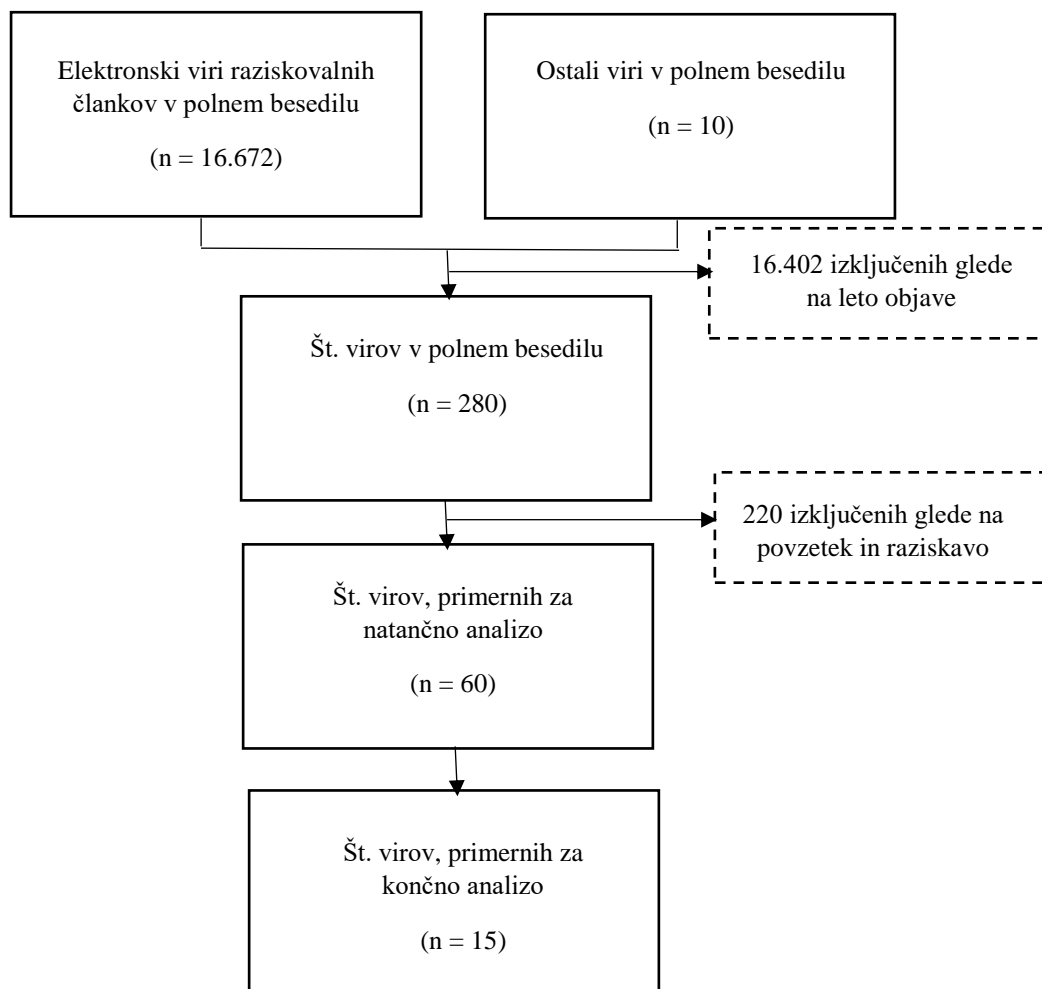 Elektronski viri raziskovalnih
člankov v polnem besedilu
(n = 16.672)
Ostali viri v polnem besedilu
(n = 10)
16.402 izključenih glede
na leto objave
Št. virov v polnem besedilu
(n = 280)
220 izključenih glede na
povzetek in raziskavo
Št. virov, primernih za
natančno analizo
(n = 60)
Št. virov, primernih za
končno analizo
(n = 15)